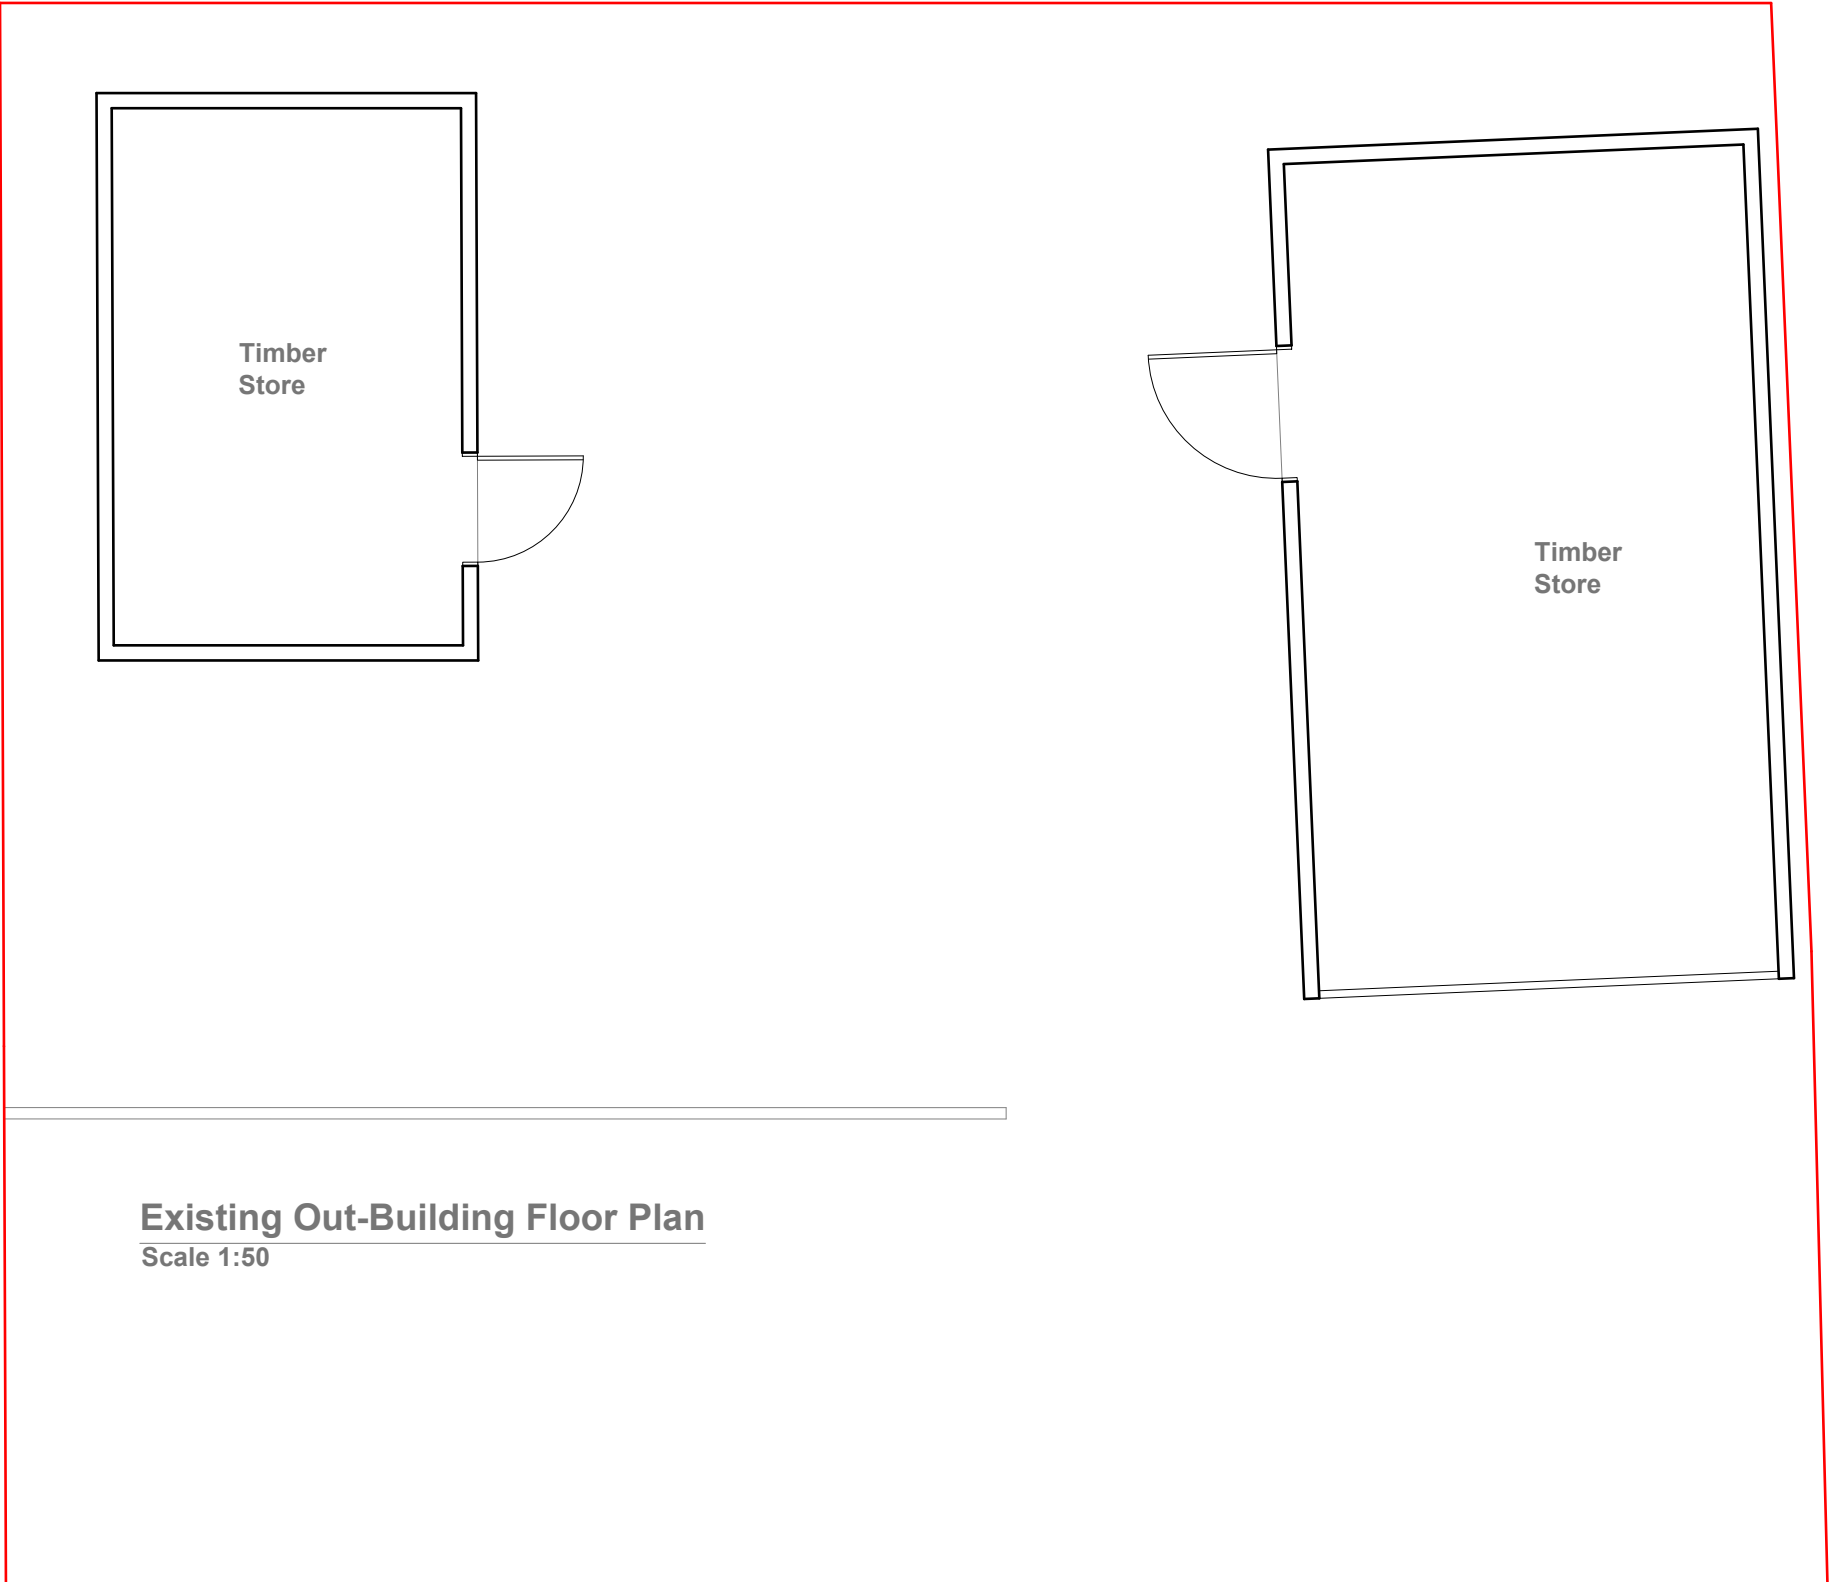 Timber
Store
Timber
Store
Existing Out-Building Floor Plan
Scale 1:50